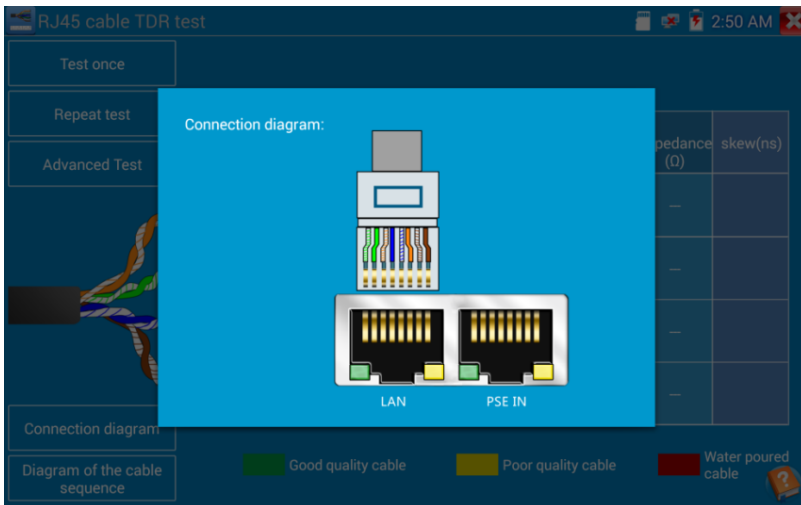 RJ45 cable TDR test
2:50 AM
Test once
Repeat test
Advanced Test
Connection diagram:
pedance
(Ω)
skew(ns)
—
—
—
—
LAN
PSE IN
Connection diagram
Diagram of the cable
sequence
Good quality cable
Poor quality cable
Water poured
cable
?